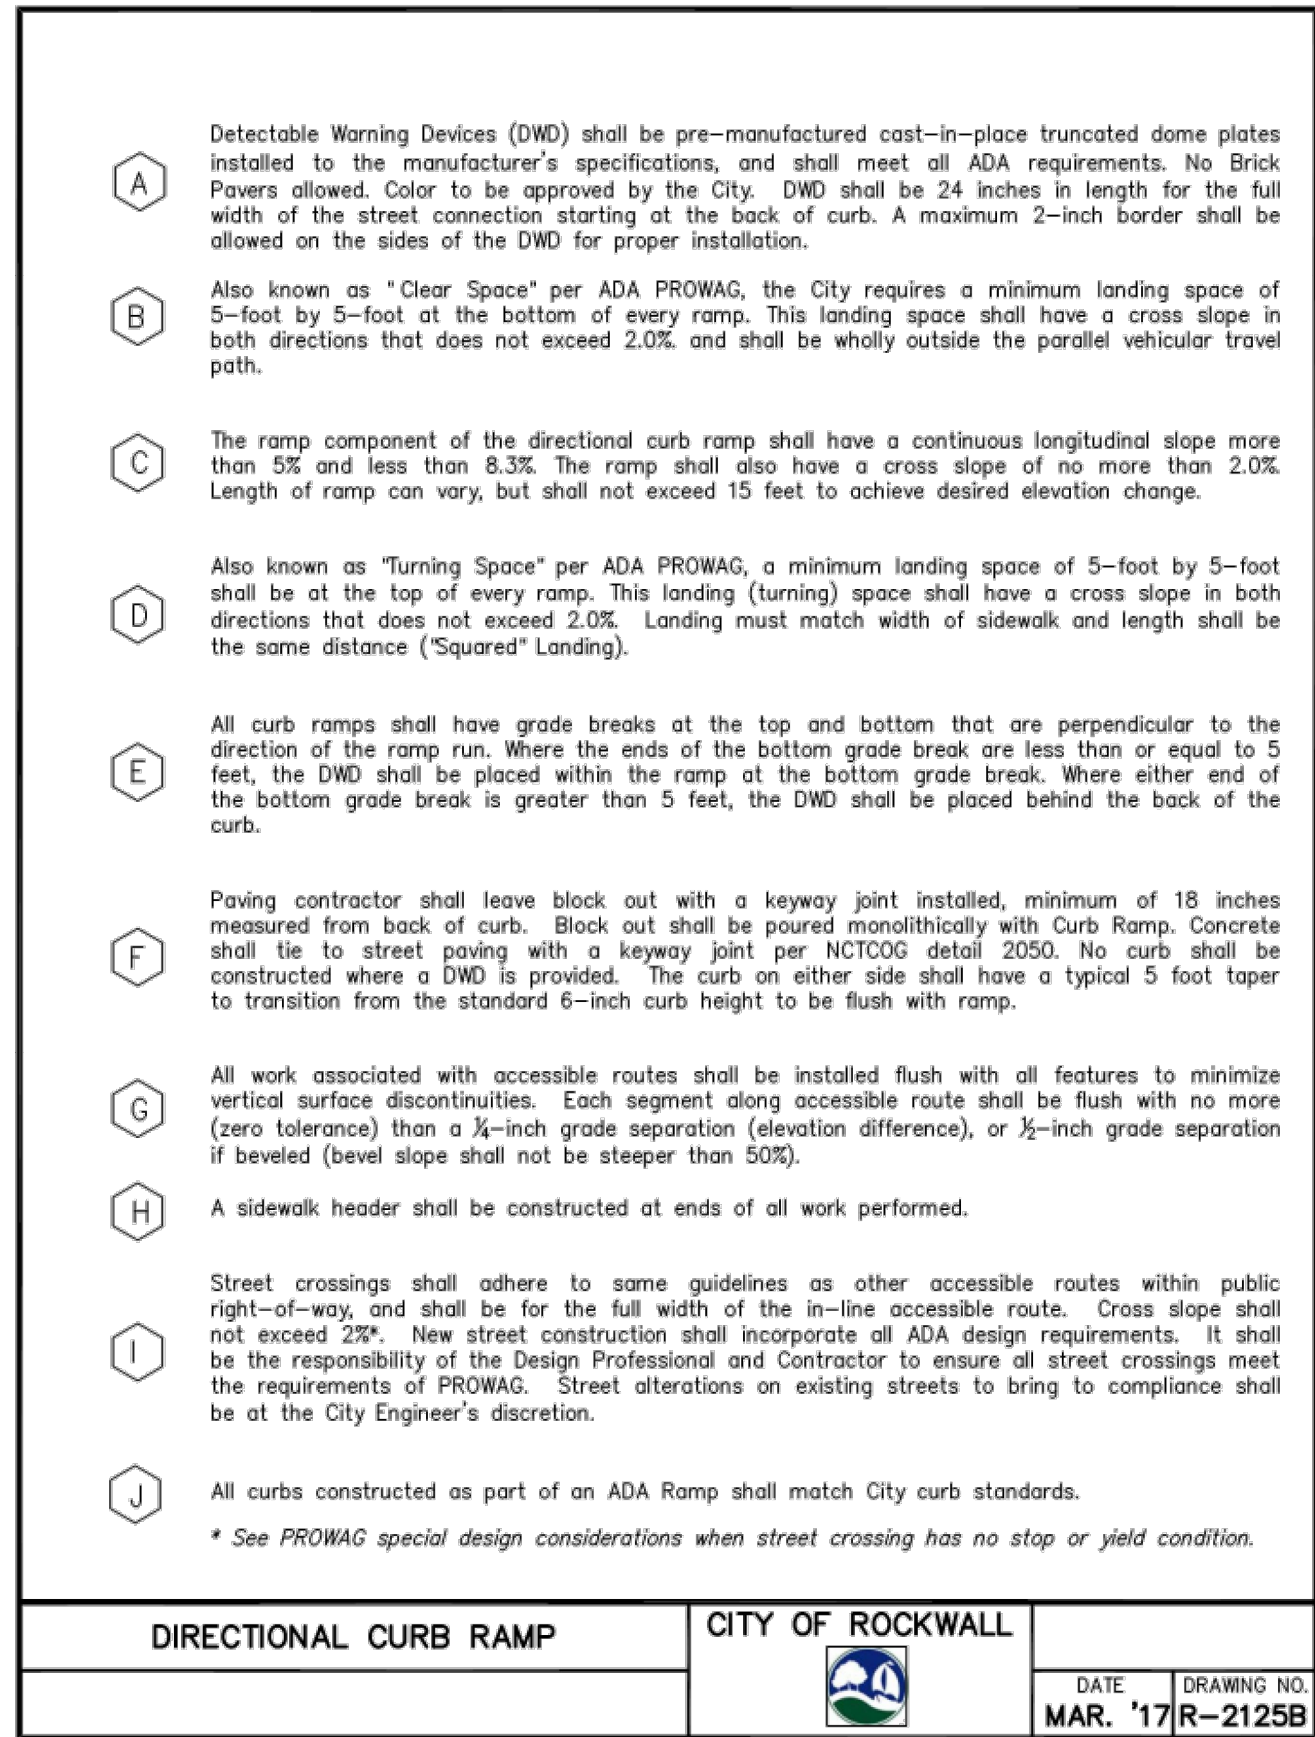 A
Detectable Warning Devices (DWD) shall be pre-manufactured cast-in-place truncated dome plates
installed to the manufacturer's specifications, and shall meet all ADA requirements. No Brick
Pavers allowed. Color to be approved by the City. DWD shall be 24 inches in length for the full
width of the street connection starting at the back of curb. A maximum 2-inch border shall be
allowed on the sides of the DWD for proper installation.
B
Also known as "Clear Space" per ADA PROWAG, the City requires a minimum landing space of
5-foot by 5-foot at the bottom of every ramp. This landing space shall have a cross slope in
both directions that does not exceed 2.0%. and shall be wholly outside the parallel vehicular travel
path.
C
The ramp component of the directional curb ramp shall have a continuous longitudinal slope more
than 5% and less than 8.3%. The ramp shall also have a cross slope of no more than 2.0%.
Length of ramp can vary, but shall not exceed 15 feet to achieve desired elevation change.
D
Also known as "Turning Space" per ADA PROWAG, a minimum landing space of 5-foot by 5-foot
shall be at the top of every ramp. This landing (turning) space shall have a cross slope in both
directions that does not exceed 2.0%. Landing must match width of sidewalk and length shall be
the same distance ("Squared" Landing).
E
All curb ramps shall have grade breaks at the top and bottom that are perpendicular to the
direction of the ramp run. Where the ends of the bottom grade break are less than or equal to 5
feet, the DWD shall be placed within the ramp at the bottom grade break. Where either end of
the bottom grade break is greater than 5 feet, the DWD shall be placed behind the back of the
curb.
F
Paving contractor shall leave block out with a keyway joint installed, minimum of 18 inches
measured from back of curb. Block out shall be poured monolithically with Curb Ramp. Concrete
shall tie to street paving with a keyway joint per NCTCOG detail 2050. No curb shall be
constructed where a DWD is provided. The curb on either side shall have a typical 5 foot taper
to transition from the standard 6-inch curb height to be flush with ramp.
G
All work associated with accessible routes shall be installed flush with all features to minimize
vertical surface discontinuities. Each segment along accessible route shall be flush with no more
(zero tolerance) than a ¼-inch grade separation (elevation difference), or ½-inch grade separation
if beveled (bevel slope shall not be steeper than 50%).
H
A sidewalk header shall be constructed at ends of all work performed.
I
Street crossings shall adhere to same guidelines as other accessible routes within public
right-of-way, and shall be for the full width of the in-line accessible route. Cross slope shall
not exceed 2%*. New street construction shall incorporate all ADA design requirements. It shall
be the responsibility of the Design Professional and Contractor to ensure all street crossings meet
the requirements of PROWAG. Street alterations on existing streets to bring to compliance shall
be at the City Engineer's discretion.
J
All curbs constructed as part of an ADA Ramp shall match City curb standards.
* See PROWAG special design considerations when street crossing has no stop or yield condition.
DIRECTIONAL CURB RAMP
CITY OF ROCKWALL
DATE
MAR. '17
DRAWING NO.
R-2125B